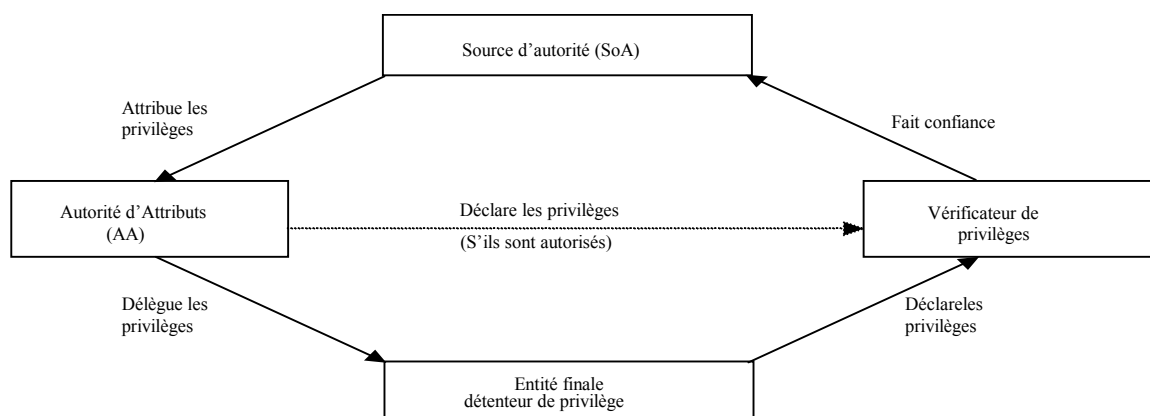 Source d’autorité (SoA)
Attribue les
privilèges
Fait confiance
Autorité d’Attributs
(AA)
Déclare les privilèges
(S'ils sont autorisés)
Vérificateur de
privilèges
Délègue les
privilèges
Déclareles
privilèges
Entité finale
détenteur de privilège